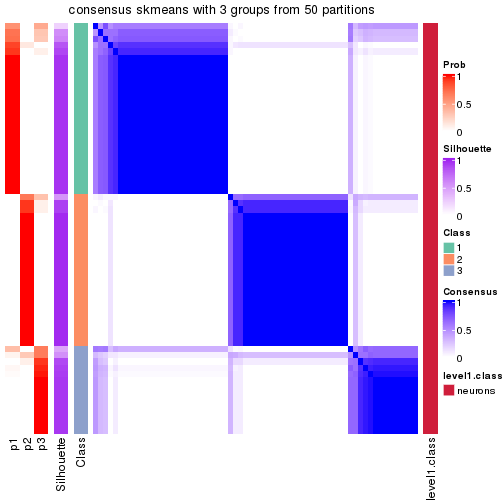 consensus skmeans with 3 groups from 50 partitions
Prob
1
0.5
0
Silhouette
1
0.5
0
Class
1
2
3
Consensus
1
0.5
0
level1.class
neurons
p1
p2
p3
Silhouette
Class
level1.class